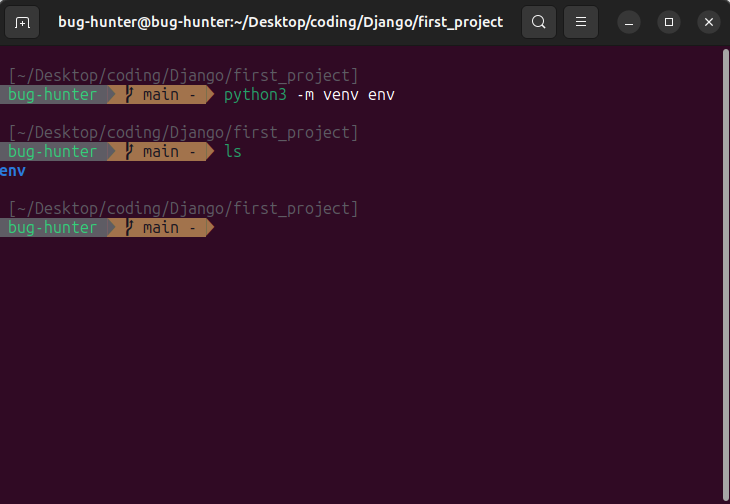 bug-hunter@bug-hunter:~/Desktop/coding/Django/first_project
[~/Desktop/coding/Django/first_project]
bug-hunter main - python3 -m venv env
[~/Desktop/coding/Django/first_project]
bug-hunter main - ls
env
[~/Desktop/coding/Django/first_project]
bug-hunter main -